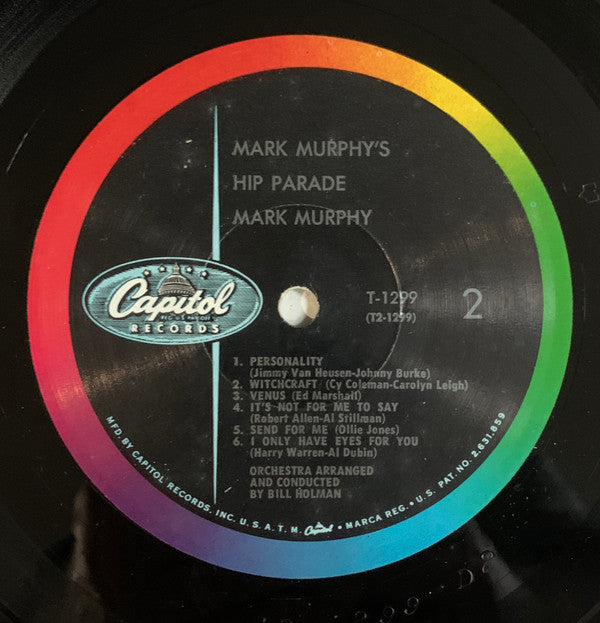 MARK MURPHY'S
HIP PARADE
MARK MURPHY
Capitol
RECORDS
T-1299
(T2-1299)
2
1. PERSONALITY
(Jimmy Van Heusen-Johnny Burke)
2. WITCHCRAFT (Cy Coleman-Carolyn Leigh)
3. VENUS (Ed Marshall)
4. IT'S NOT FOR ME TO SAY
(Robert Allen-Al Stillman)
5. SEND FOR ME (Ollie Jones)
6. I ONLY HAVE EYES FOR YOU
(Harry Warren-Al Dubin)
ORCHESTRA ARRANGED
AND CONDUCTED
BY BILL HOLMAN
MFD. BY CAPITOL RECORDS, INC. U. S. A. T. M. Capitol • MARCA REG. • U. S. PAT. NO. 2,631,859